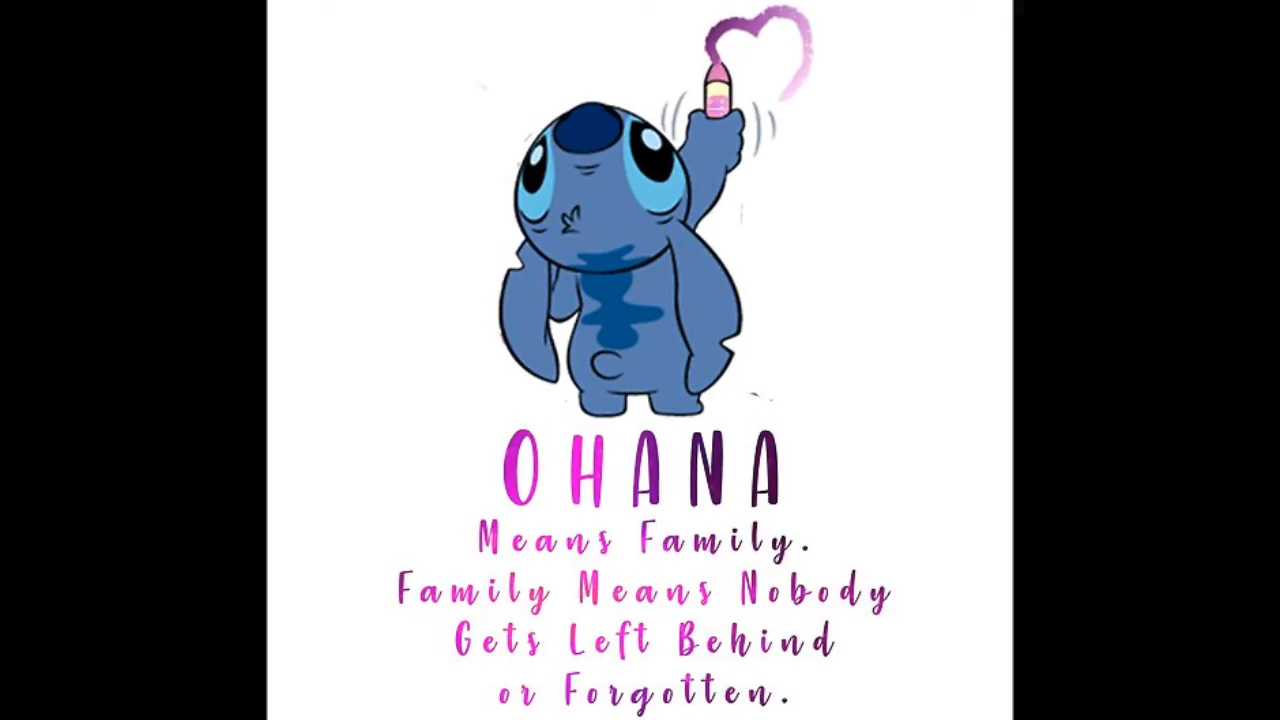 OHANA
Means Family.
Family Means Nobody
Gets Left Behind
or Forgotten.